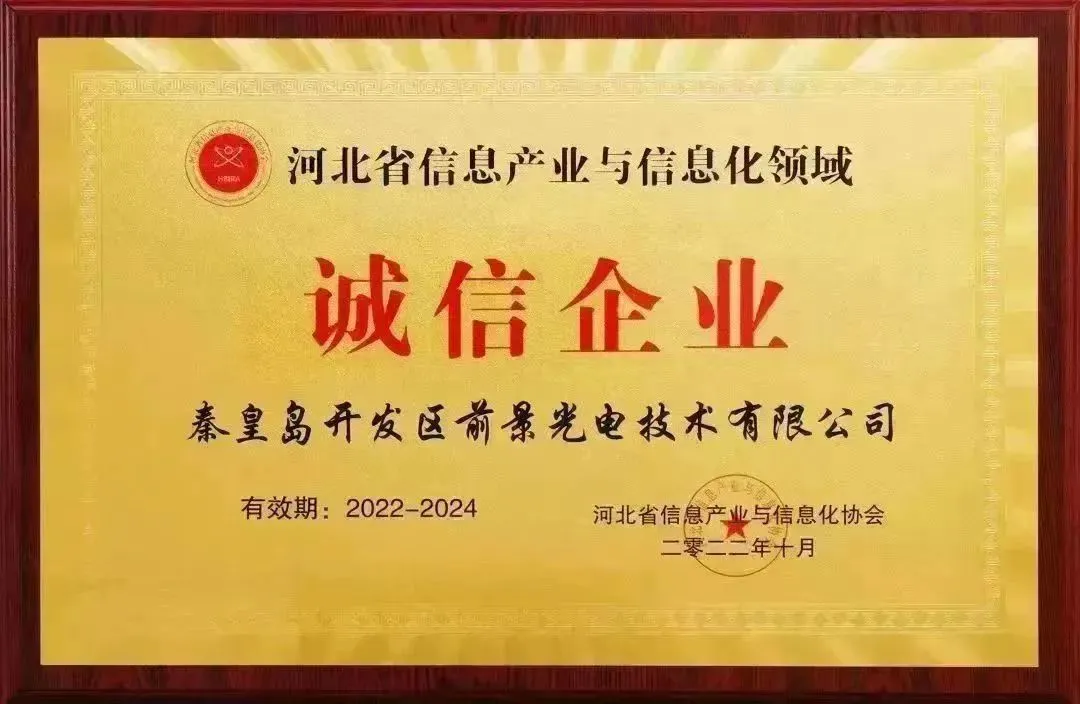 河北省信息产业与信息化领域
诚信企业
秦皇岛开发区前景光电技术有限公司
有效期：2022-2024
河北省信息产业与信息化协会
二零二二年十月